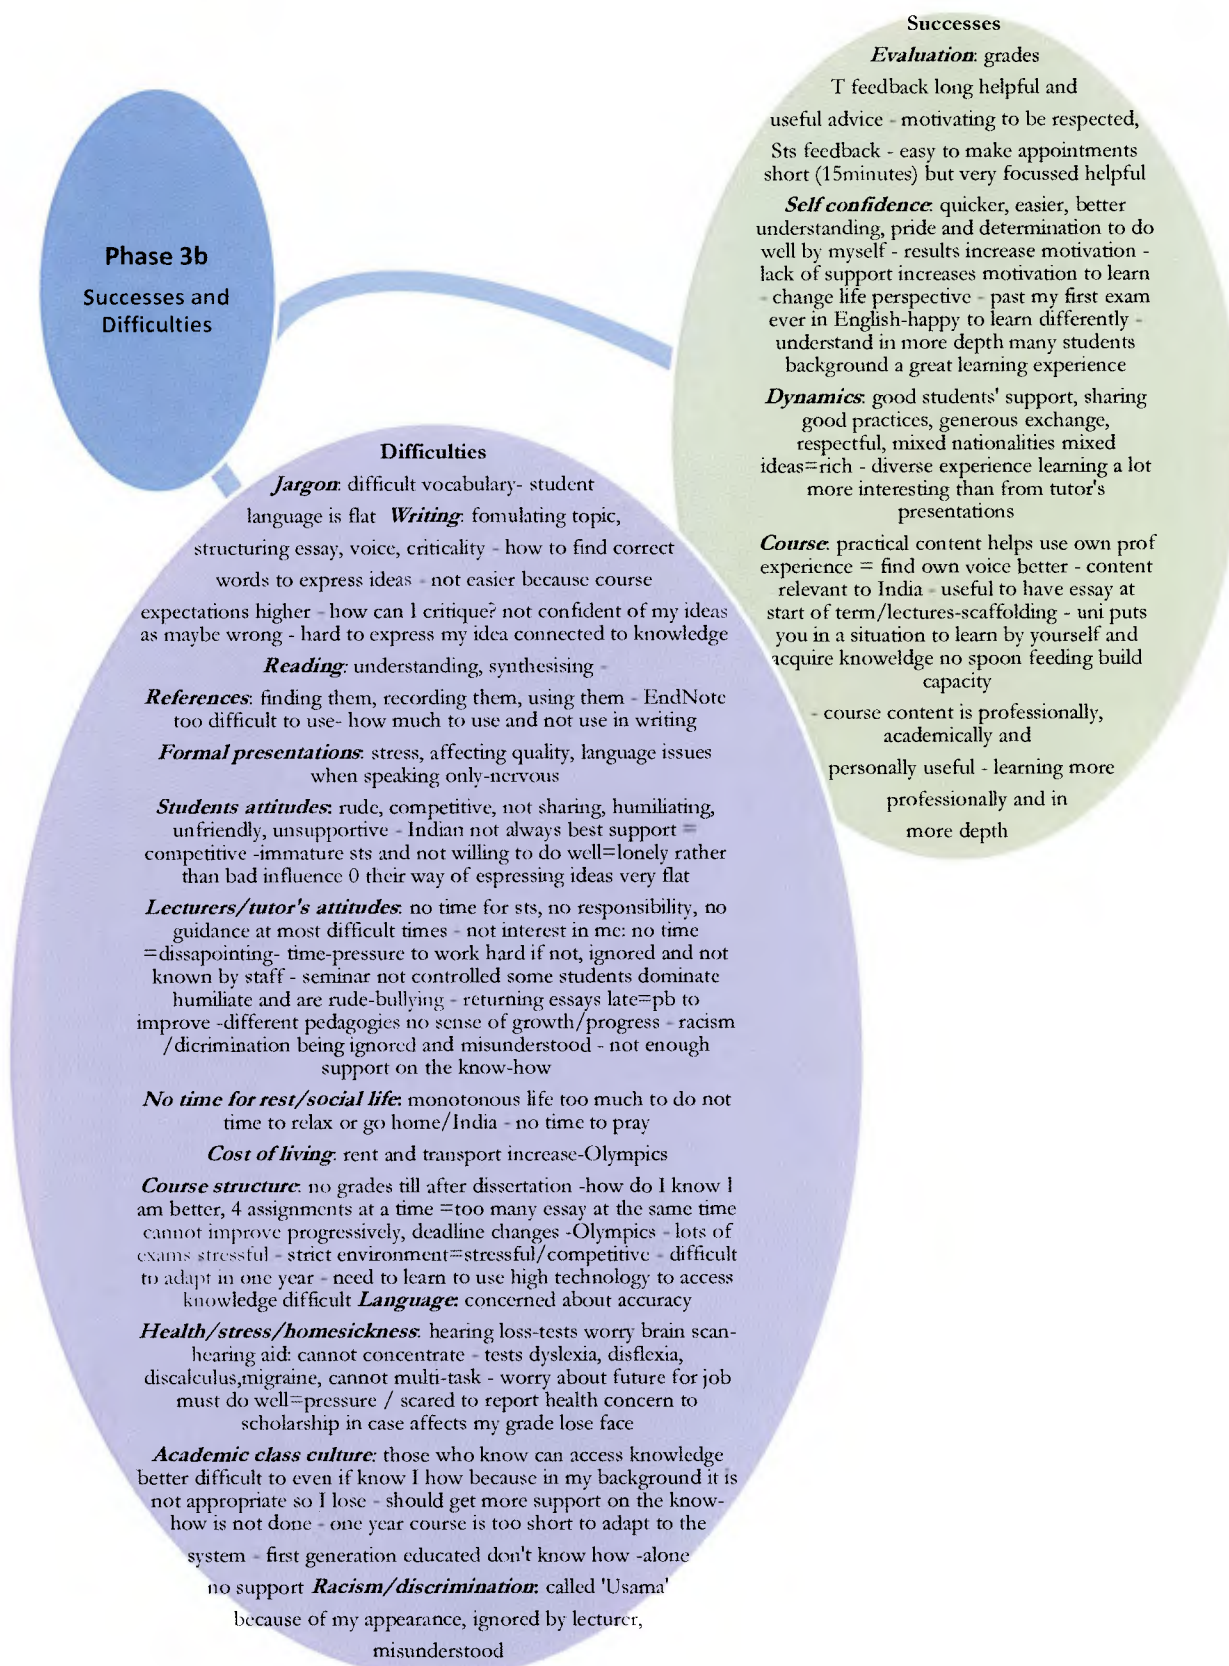 Phase 3b
Successes and
Difficulties
Successes
Evaluation: grades
T feedback long helpful and
useful advice - motivating to be respected,
Sts feedback - easy to make appointments
short (15minutes) but very focussed helpful
Self confidence: quicker, easier, better
understanding, pride and determination to do
well by myself - results increase motivation -
lack of support increases motivation to learn
- change life perspective - past my first exam
ever in English-happy to learn differently -
understand in more depth many students
background a great learning experience
Dynamics: good students' support, sharing
good practices, generous exchange,
respectful, mixed nationalities mixed
ideas=rich - diverse experience learning a lot
more interesting than from tutor's
presentations
Course: practical content helps use own prof
experience = find own voice better - content
relevant to India - useful to have essay at
start of term/lectures-scaffolding - uni puts
you in a situation to learn by yourself and
acquire knoweldge no spoon feeding build
capacity
- course content is professionally,
academically and
personally useful - learning more
professionally and in
more depth
Difficulties
Jargon: difficult vocabulary- student
language is flat Writing: fomulating topic,
structuring essay, voice, criticality - how to find correct
words to express ideas - not easier because course
expectations higher - how can I critique? not confident of my ideas
as maybe wrong - hard to express my idea connected to knowledge
Reading: understanding, synthesising -
References: finding them, recording them, using them - EndNote
too difficult to use- how much to use and not use in writing
Formal presentations: stress, affecting quality, language issues
when speaking only-nervous
Students attitudes: rude, competitive, not sharing, humiliating,
unfriendly, unsupportive - Indian not always best support =
competitive -immature sts and not willing to do well=lonely rather
than bad influence 0 their way of espressing ideas very flat
Lecturers/tutor's attitudes: no time for sts, no responsibility, no
guidance at most difficult times - not interest in me: no time
=dissapointing- time-pressure to work hard if not, ignored and not
known by staff - seminar not controlled some students dominate
humiliate and are rude-bullying - returning essays late=pb to
improve -different pedagogies no sense of growth/progress - racism
/dicrimination being ignored and misunderstood - not enough
support on the know-how
No time for rest/social life: monotonous life too much to do not
time to relax or go home/India - no time to pray
Cost of living: rent and transport increase-Olympics
Course structure: no grades till after dissertation -how do I know I
am better, 4 assignments at a time =too many essay at the same time
cannot improve progressively, deadline changes -Olympics - lots of
exams stressful - strict environment=stressful/competitive - difficult
to adapt in one year - need to learn to use high technology to access
knowledge difficult Language: concerned about accuracy
Health/stress/homesickness: hearing loss-tests worry brain scan-
hearing aid: cannot concentrate - tests dyslexia, disflexia,
discalculus,migraine, cannot multi-task - worry about future for job
must do well=pressure / scared to report health concern to
scholarship in case affects my grade lose face
Academic class culture: those who know can access knowledge
better difficult to even if know I how because in my background it is
not appropriate so I lose - should get more support on the know-
how is not done - one year course is too short to adapt to the
system - first generation educated don't know how -alone
no support Racism/discrimination: called 'Usama'
because of my appearance, ignored by lecturer,
misunderstood